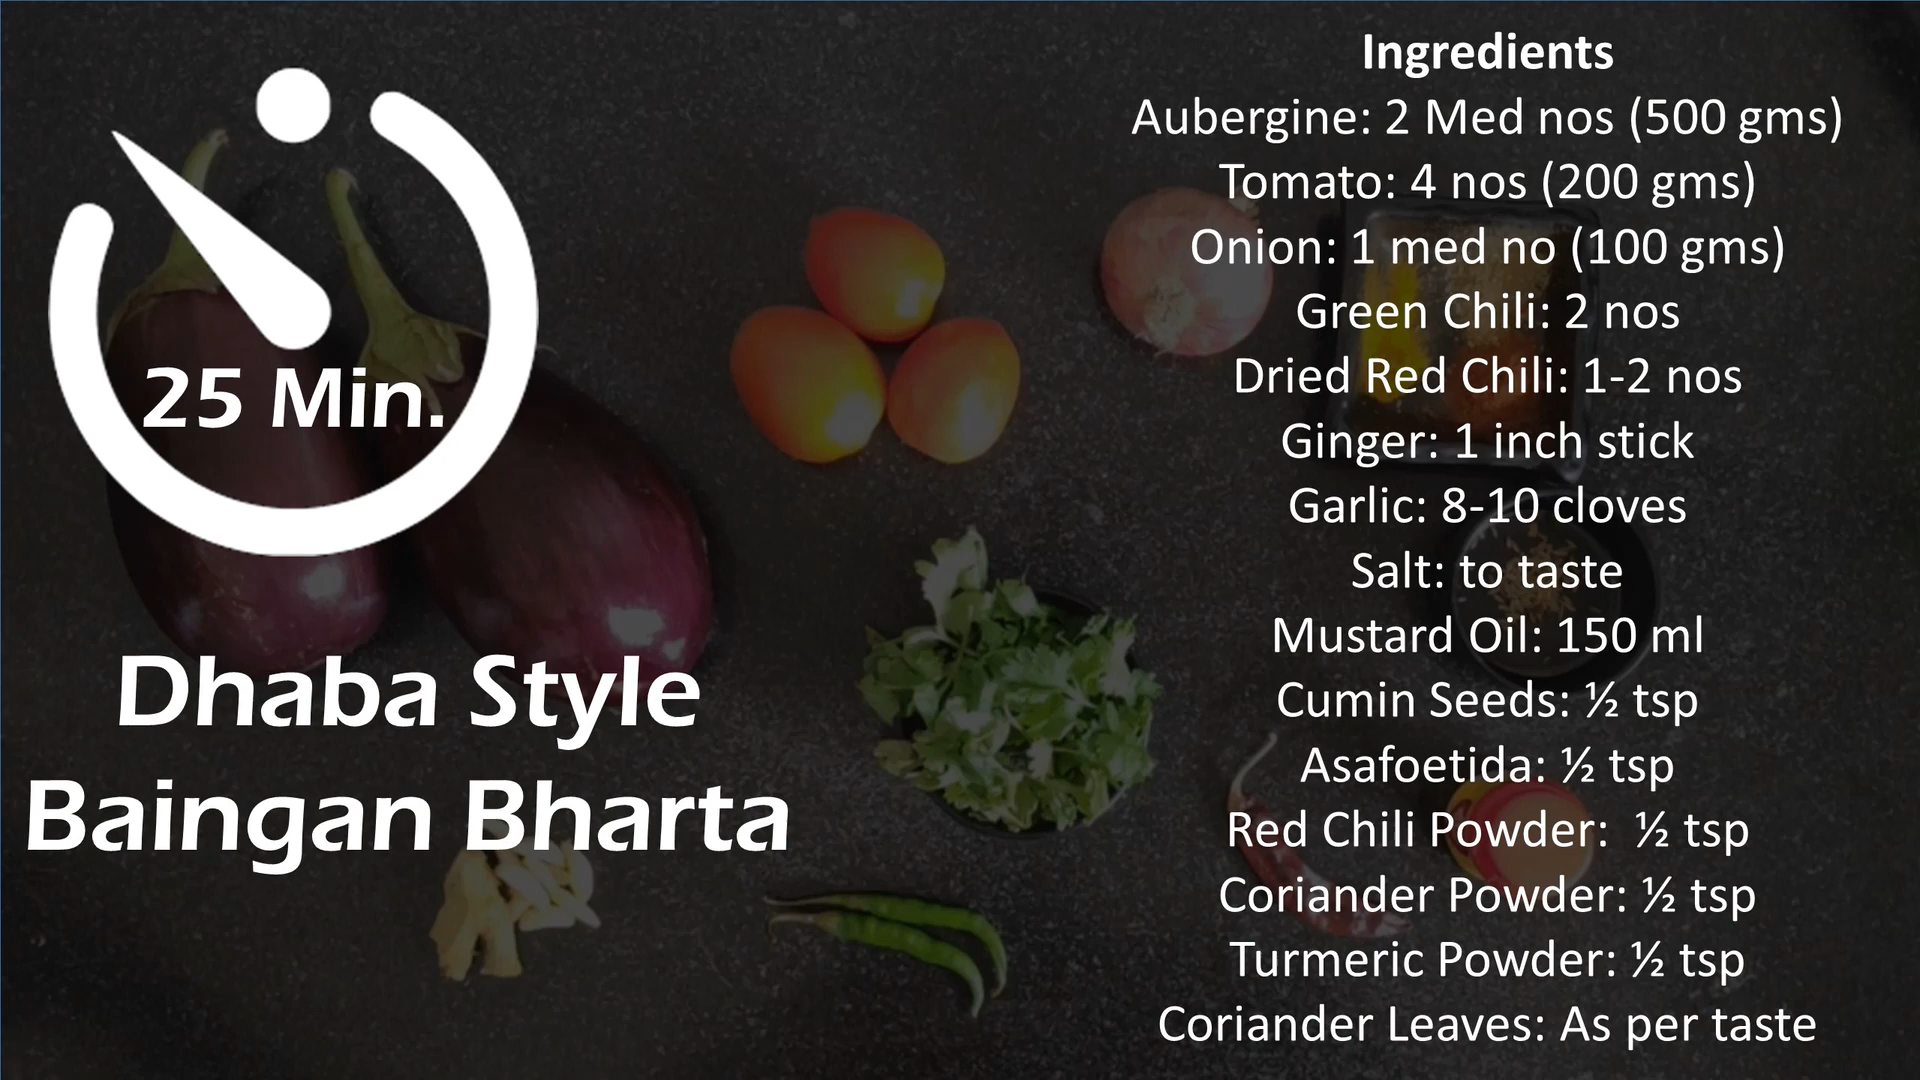 25 Min.
Dhaba Style
Baingan Bharta
Ingredients
Aubergine: 2 Med nos (500 gms)
Tomato: 4 nos (200 gms)
Onion: 1 med no (100 gms)
Green Chili: 2 nos
Dried Red Chili: 1-2 nos
Ginger: 1 inch stick
Garlic: 8-10 cloves
Salt: to taste
Mustard Oil: 150 ml
Cumin Seeds: ½ tsp
Asafoetida: ½ tsp
Red Chili Powder:  ½ tsp
Coriander Powder: ½ tsp
Turmeric Powder: ½ tsp
Coriander Leaves: As per taste